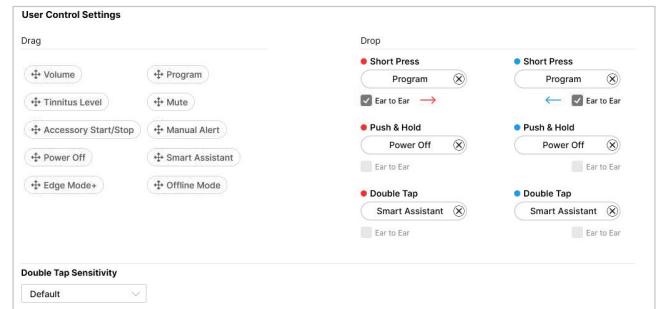 User Control Settings
Drag
Drop
Volume
Program
Tinnitus Level
Mute
Accessory Start/Stop
Manual Alert
Power Off
Smart Assistant
Edge Mode+
Offline Mode
Short Press
Program
Ear to Ear
Short Press
Program
Ear to Ear
Push & Hold
Power Off
Ear to Ear
Push & Hold
Power Off
Ear to Ear
Double Tap
Smart Assistant
Ear to Ear
Double Tap
Smart Assistant
Ear to Ear
Double Tap Sensitivity
Default